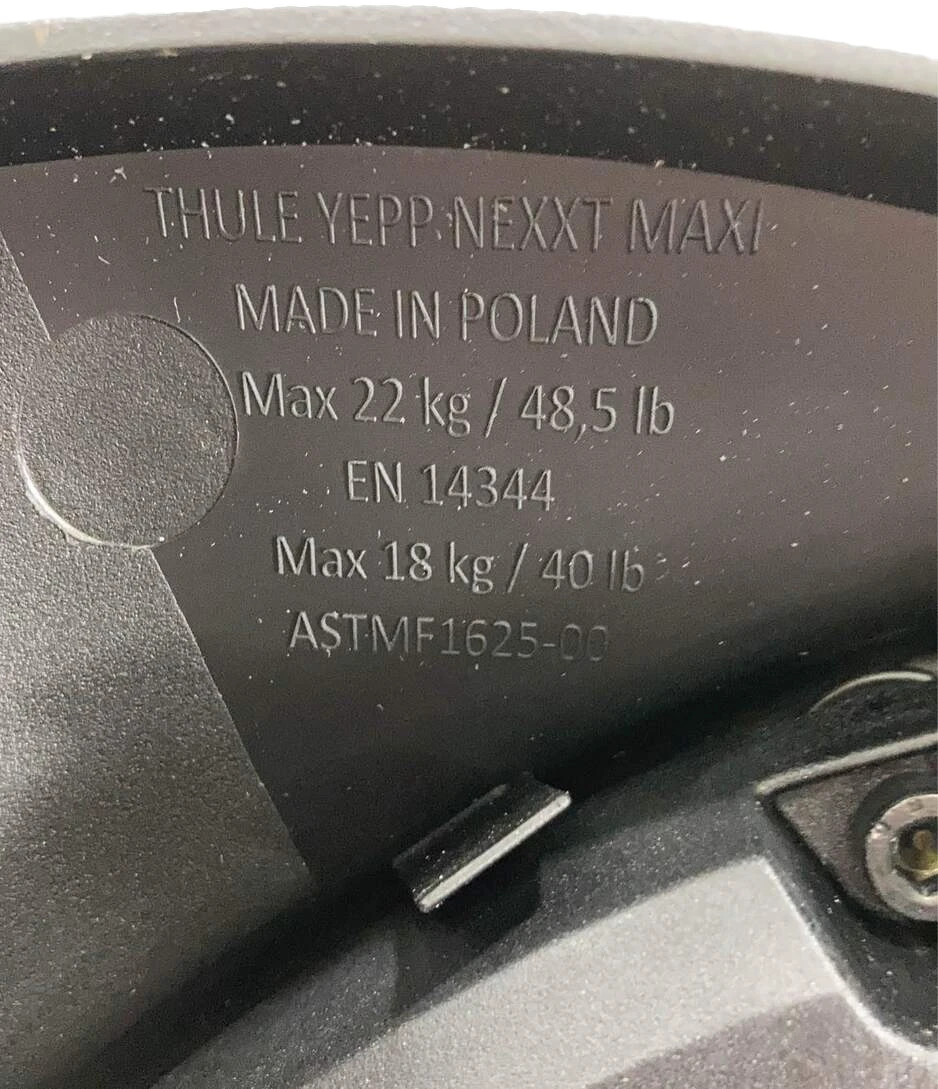 THULE YEPP NEXXT MAXI
MADE IN POLAND
Max 22 kg / 48,5 lb
EN 14344
Max 18 kg / 40 lb
ASTMF1625-00